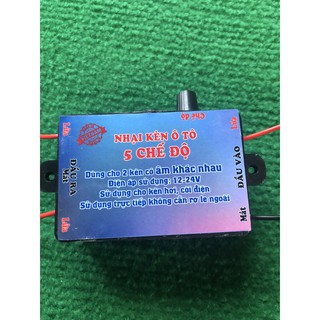 Chế độ
NHẠI KÈN Ô TÔ
5 CHẾ ĐỘ
Dùng cho 2 kèn có âm khác nhau
Điện áp sử dụng: 12-24V
Sử dụng cho kèn hơi, còi điện
Sử dụng trực tiếp không cần rơ le ngoài
ĐẦU RA
Mát
ĐẦU VÀO
Mát